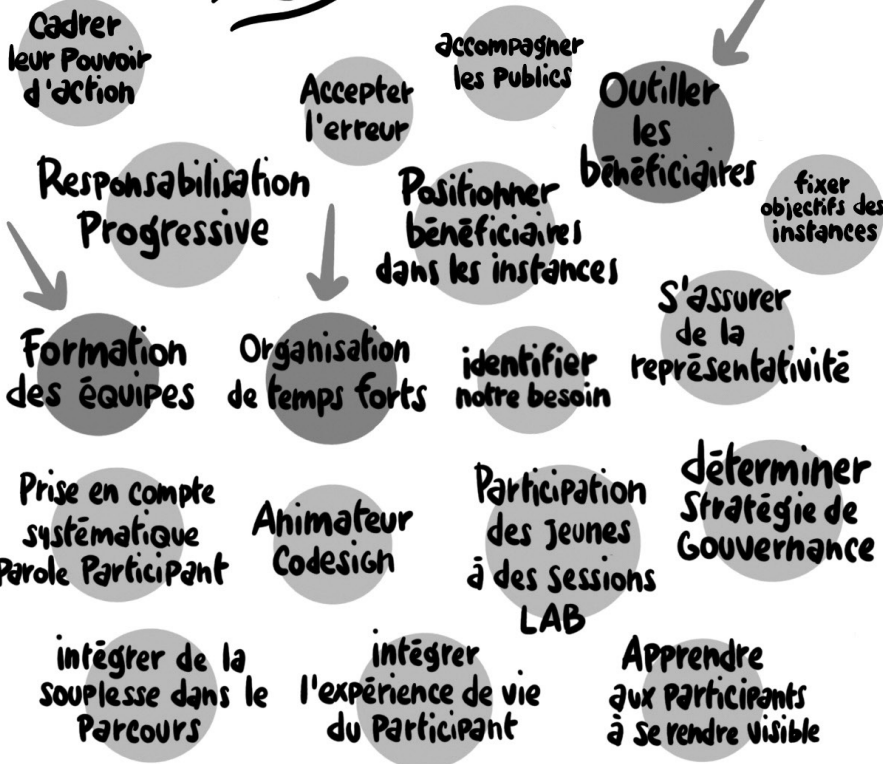 Cadrer
leur Pouvoir
d'action
Accepter
l'erreur
accompagner
les Publics
Outiller
les
bénéficiaires
Responsabilisation
Progressive
Positionner
bénéficiaires
dans les instances
fixer
objectifs des
instances
Formation
des équipes
Organisation
de temps forts
identifier
notre besoin
S'assurer
de la
représentativité
Prise en compte
systématique
Parole Participant
Animateur
Codesign
Participation
des jeunes
à des sessions
LAB
déterminer
Stratégie de
Gouvernance
intégrer de la
souplesse dans le
Parcours
intégrer
l'expérience de vie
du Participant
Apprendre
aux Participants
à se rendre visible